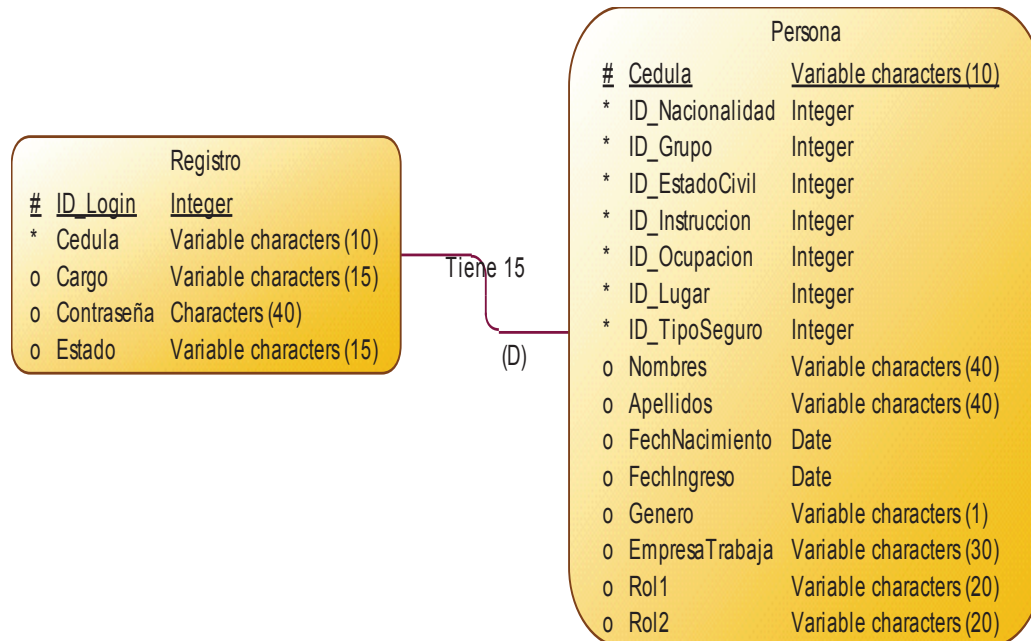 Registro
# ID_Login Integer
* Cedula Variable characters (10)
o Cargo Variable characters (15)
o Contraseña Characters (40)
o Estado Variable characters (15)
Tiene 15
(D)
Persona
# Cedula Variable characters (10)
* ID_Nacionalidad Integer
* ID_Grupo Integer
* ID_EstadoCivil Integer
* ID_Instruccion Integer
* ID_Ocupacion Integer
* ID_Lugar Integer
* ID_TipoSeguro Integer
o Nombres Variable characters (40)
o Apellidos Variable characters (40)
o FechNacimiento Date
o FechIngreso Date
o Genero Variable characters (1)
o EmpresaTrabaja Variable characters (30)
o Rol1 Variable characters (20)
o Rol2 Variable characters (20)